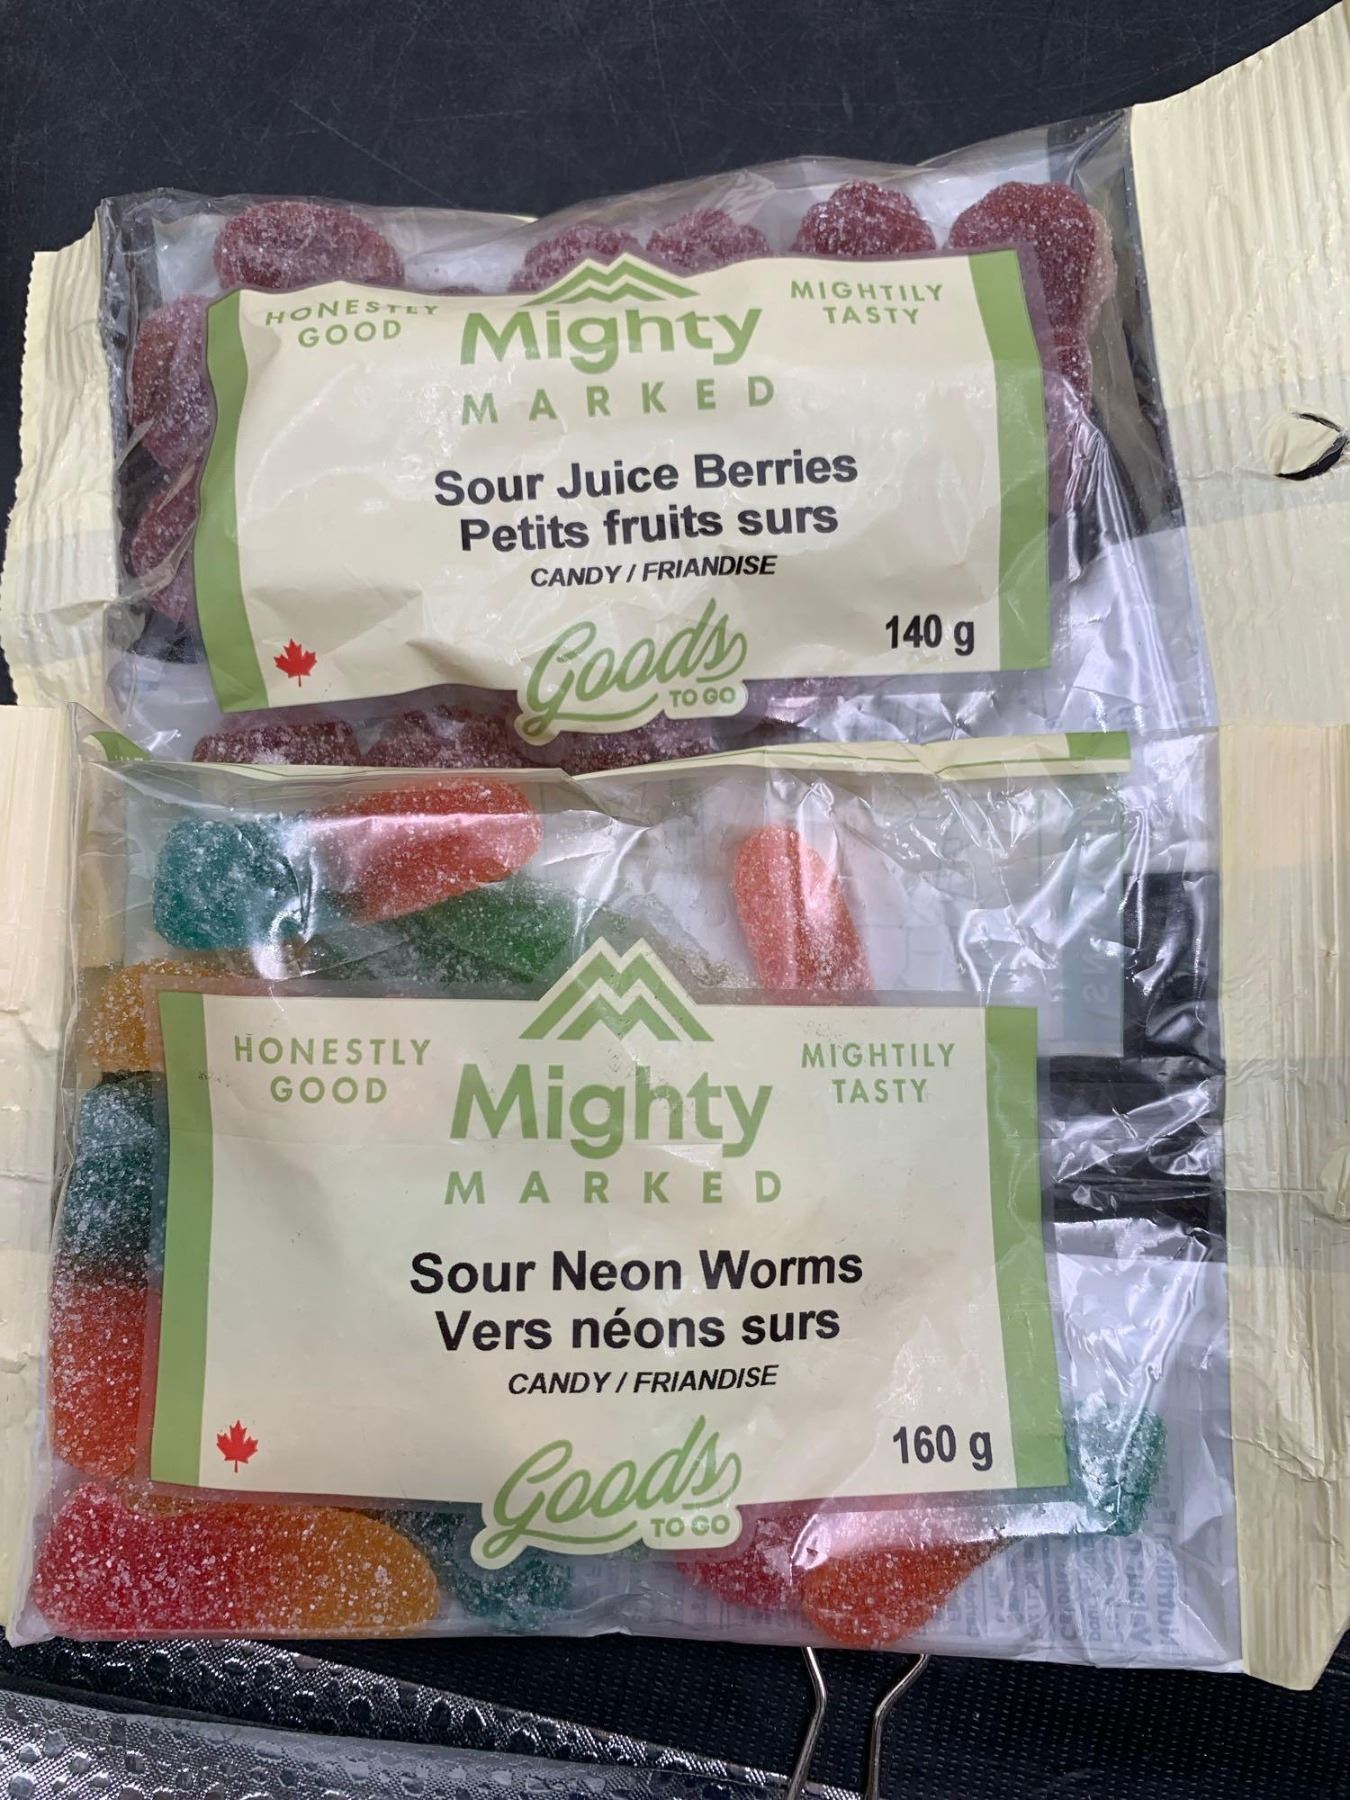 HONESTLY
GOOD
Mighty
MARKED
MIGHTILY
TASTY
Sour Juice Berries
Petits fruits surs
CANDY / FRIANDISE
140 g
Goods
TO GO
HONESTLY
GOOD
Mighty
MARKED
MIGHTILY
TASTY
Sour Neon Worms
Vers néons surs
CANDY / FRIANDISE
160 g
Goods
TO GO